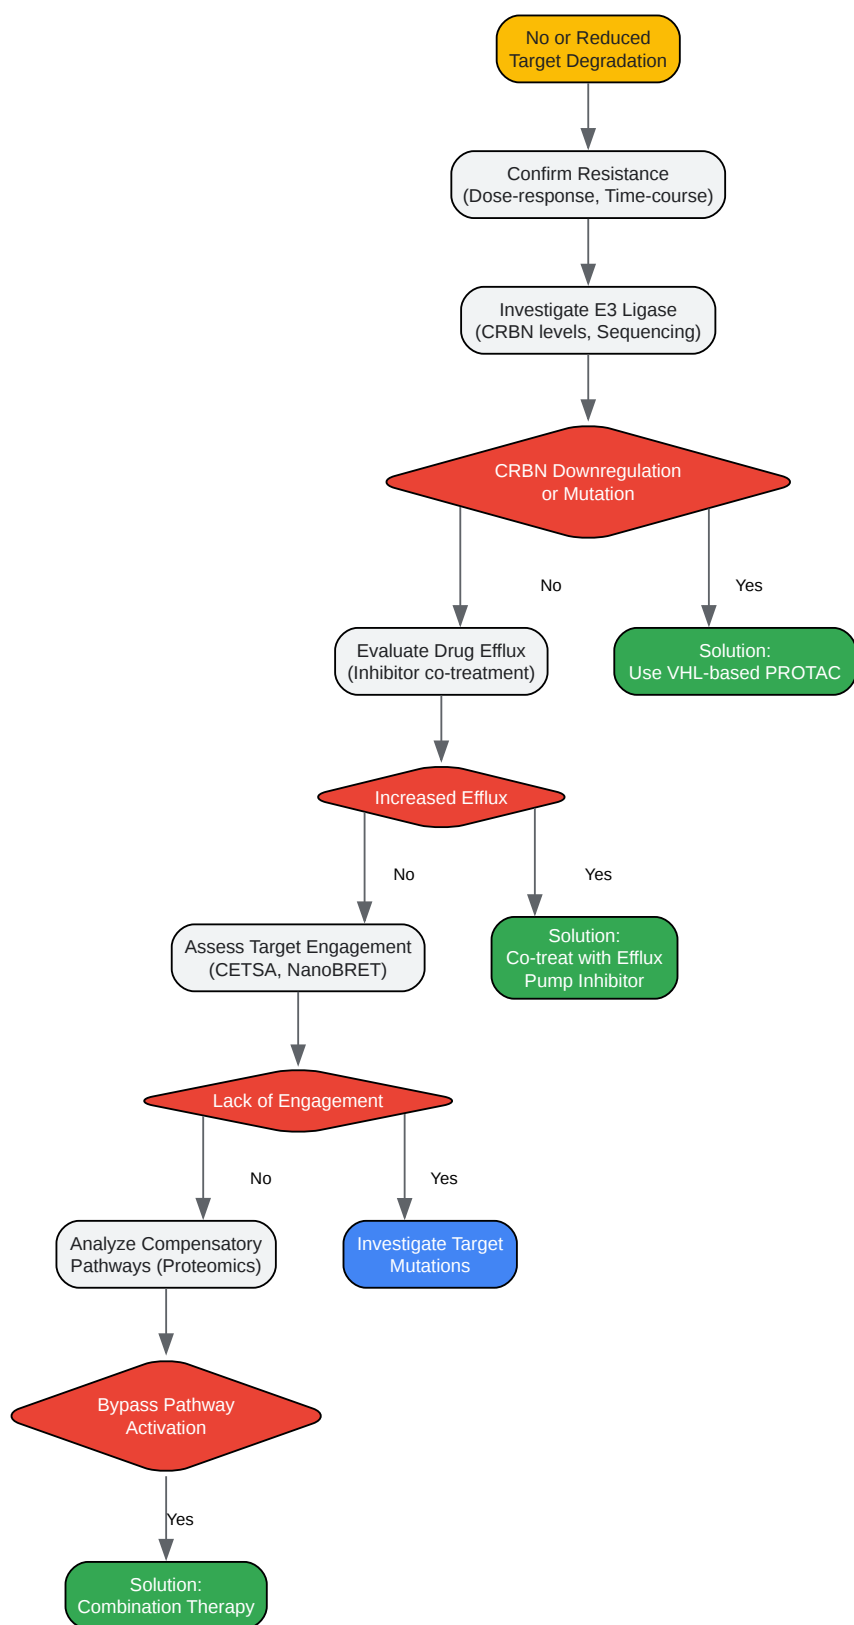 No or Reduced
Target Degradation
Confirm Resistance
(Dose-response, Time-course)
Investigate E3 Ligase
(CRBN levels, Sequencing)
CRBN Downregulation
or Mutation
No
Yes
Evaluate Drug Efflux
(Inhibitor co-treatment)
Solution:
Use VHL-based PROTAC
Increased Efflux
No
Yes
Assess Target Engagement
(CETSA, NanoBRET)
Solution:
Co-treat with Efflux
Pump Inhibitor
Lack of Engagement
No
Yes
Analyze Compensatory
Pathways (Proteomics)
Investigate Target
Mutations
Bypass Pathway
Activation
Yes
Solution:
Combination Therapy